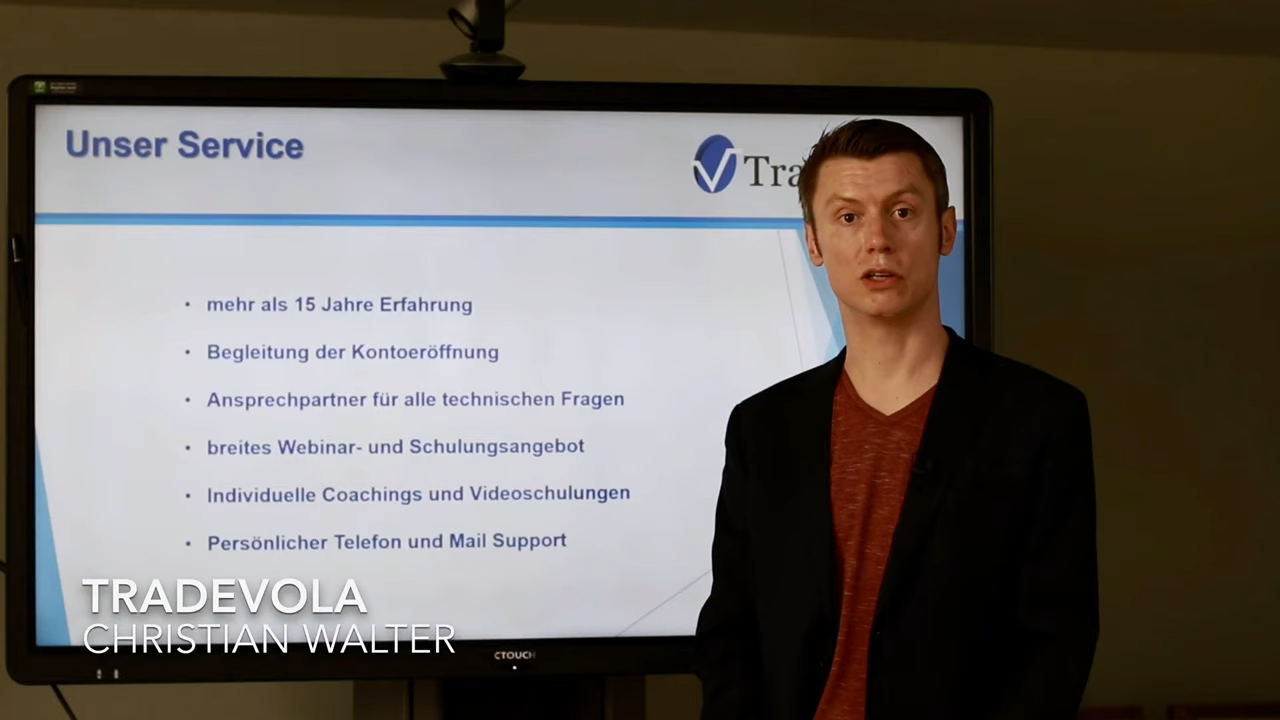 Unser Service
Tra
• mehr als 15 Jahre Erfahrung
• Begleitung der Kontoeröffnung
• Ansprechpartner für alle technischen Fragen
• breites Webinar- und Schulungsangebot
• Individuelle Coachings und Videoschulungen
• Persönlicher Telefon und Mail Support
TRADEVOLA
CHRISTIAN WALTER
CTOUCH